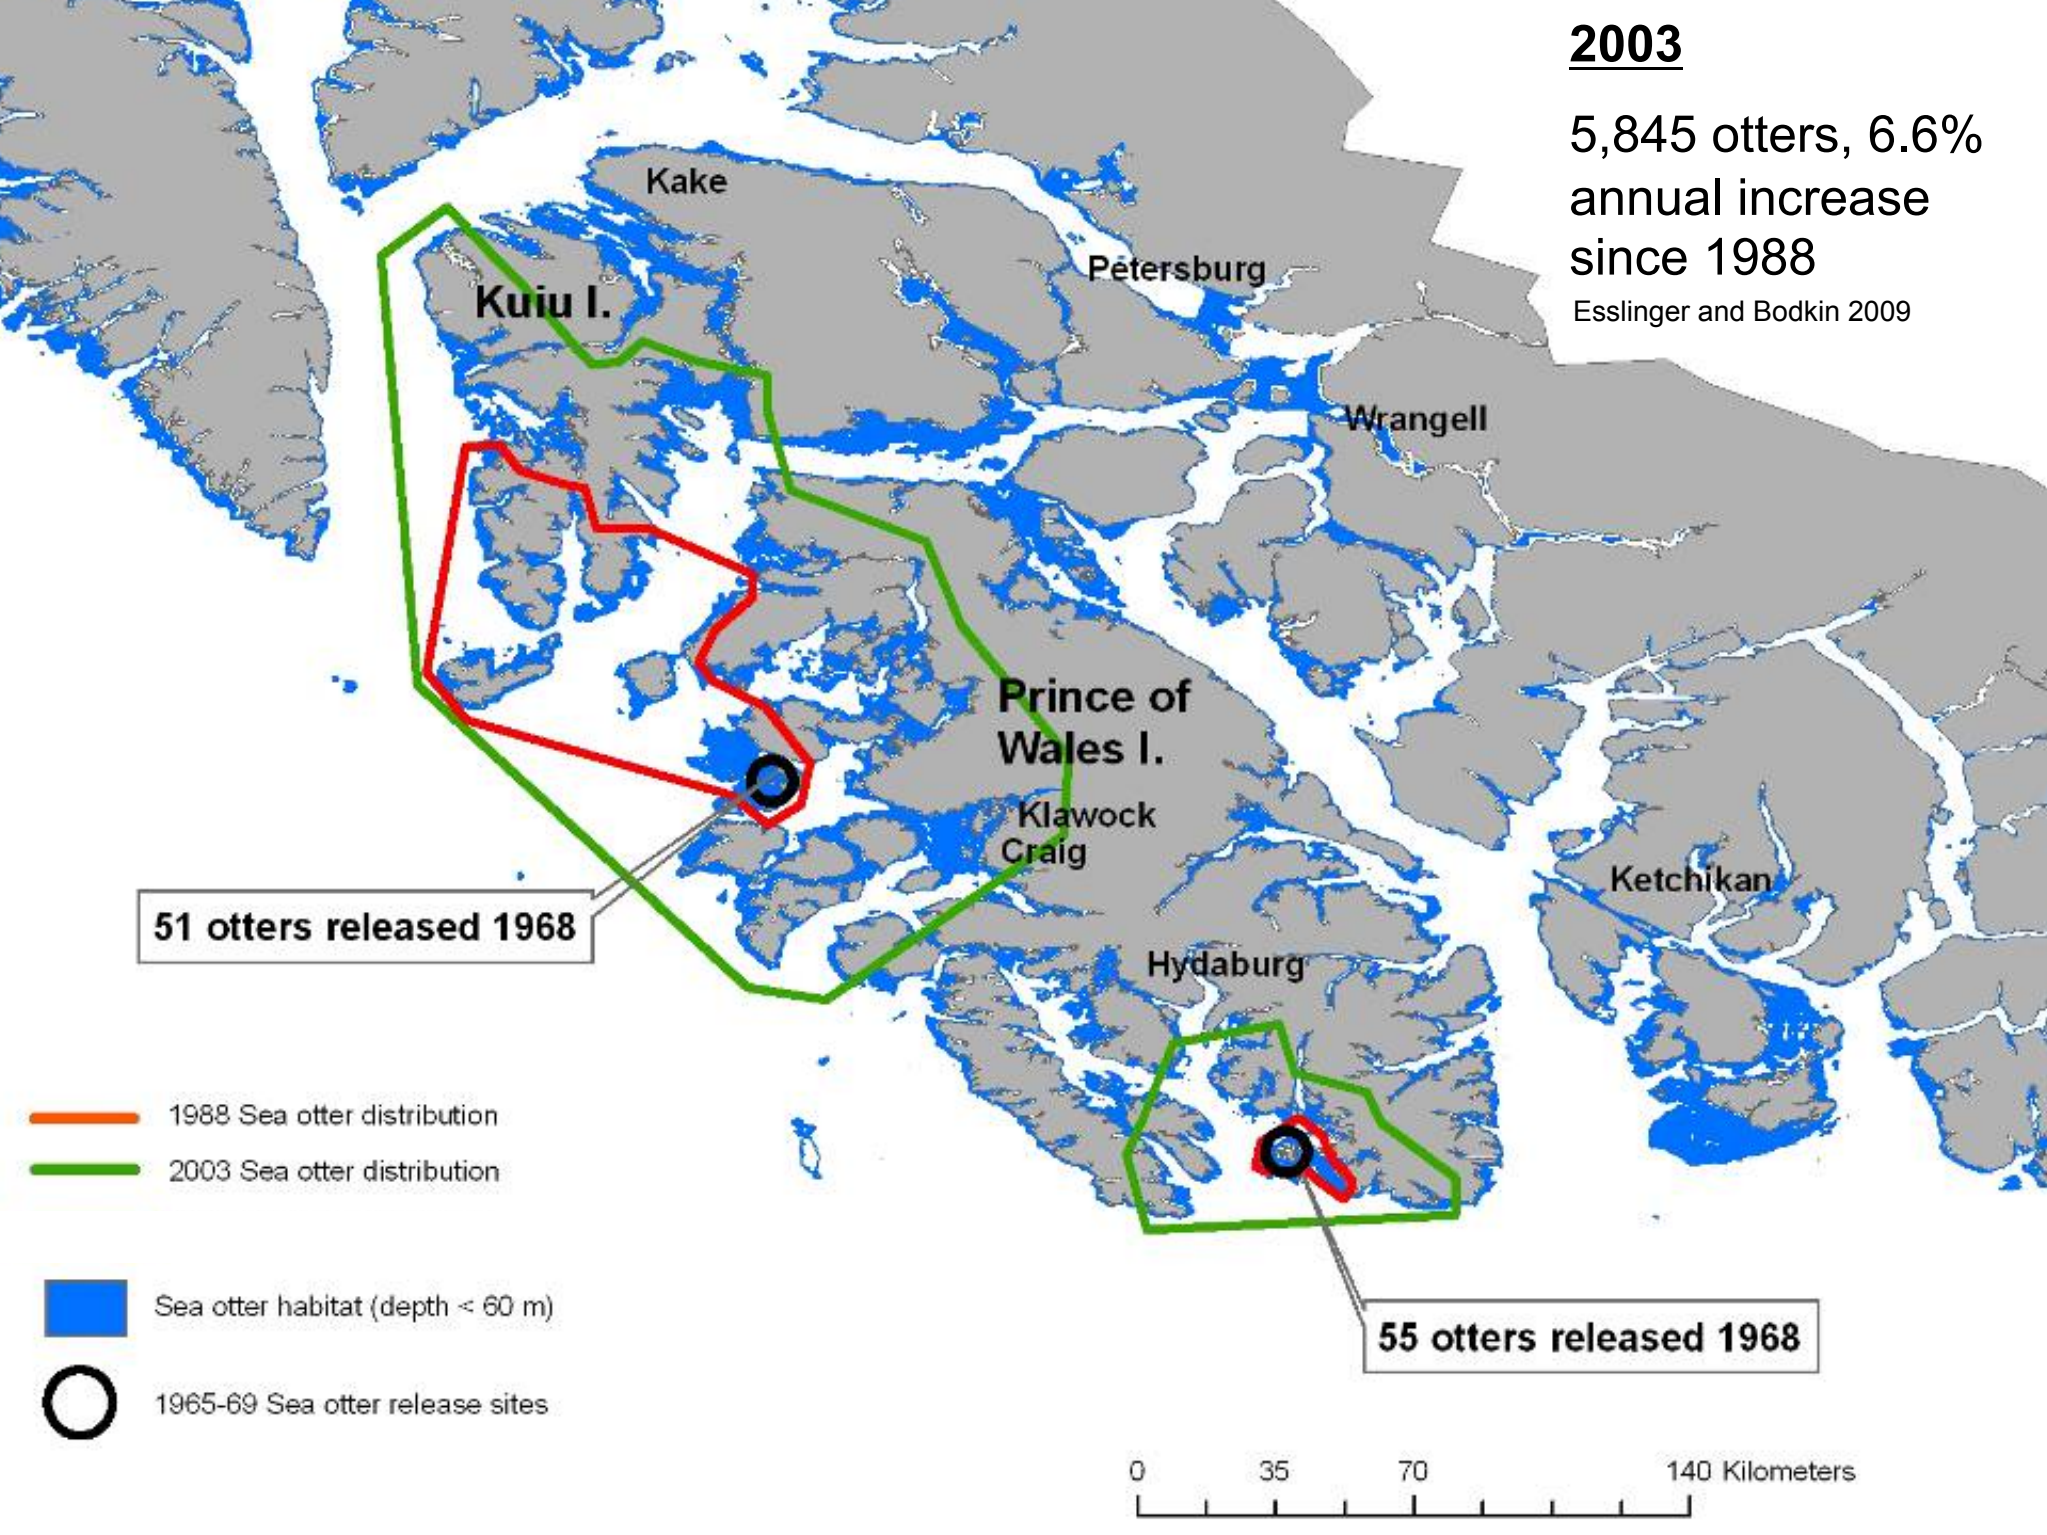 2003
5,845 otters, 6.6%
annual increase
since 1988
Esslinger and Bodkin 2009
Kake
Petersburg
Kuiu I.
Wrangell
Prince of
Wales I.
Klawock
Craig
Ketchikan
51 otters released 1968
Hydaburg
1988 Sea otter distribution
2003 Sea otter distribution
Sea otter habitat (depth < 60 m)
55 otters released 1968
1965-69 Sea otter release sites
0 35 70 140 Kilometers